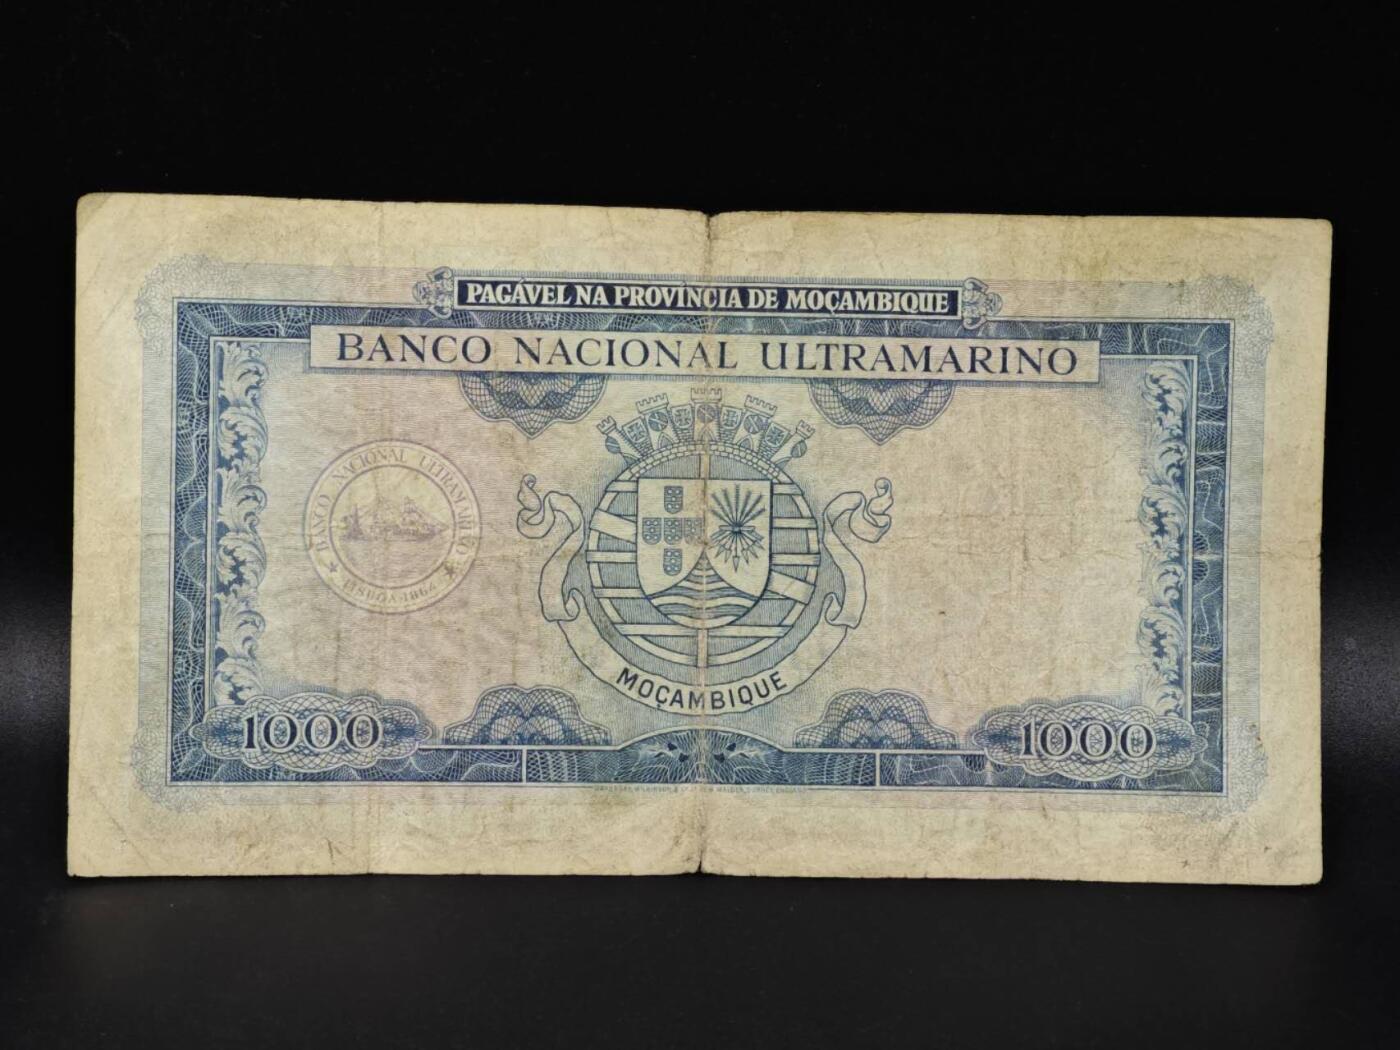 PAGÁVEL NA PROVÍNCIA DE MOÇAMBIQUE
BANCO NACIONAL ULTRAMARINO
BANCO NACIONAL ULTRAMARINO
LISBOA-1864
MOÇAMBIQUE
1000
1000